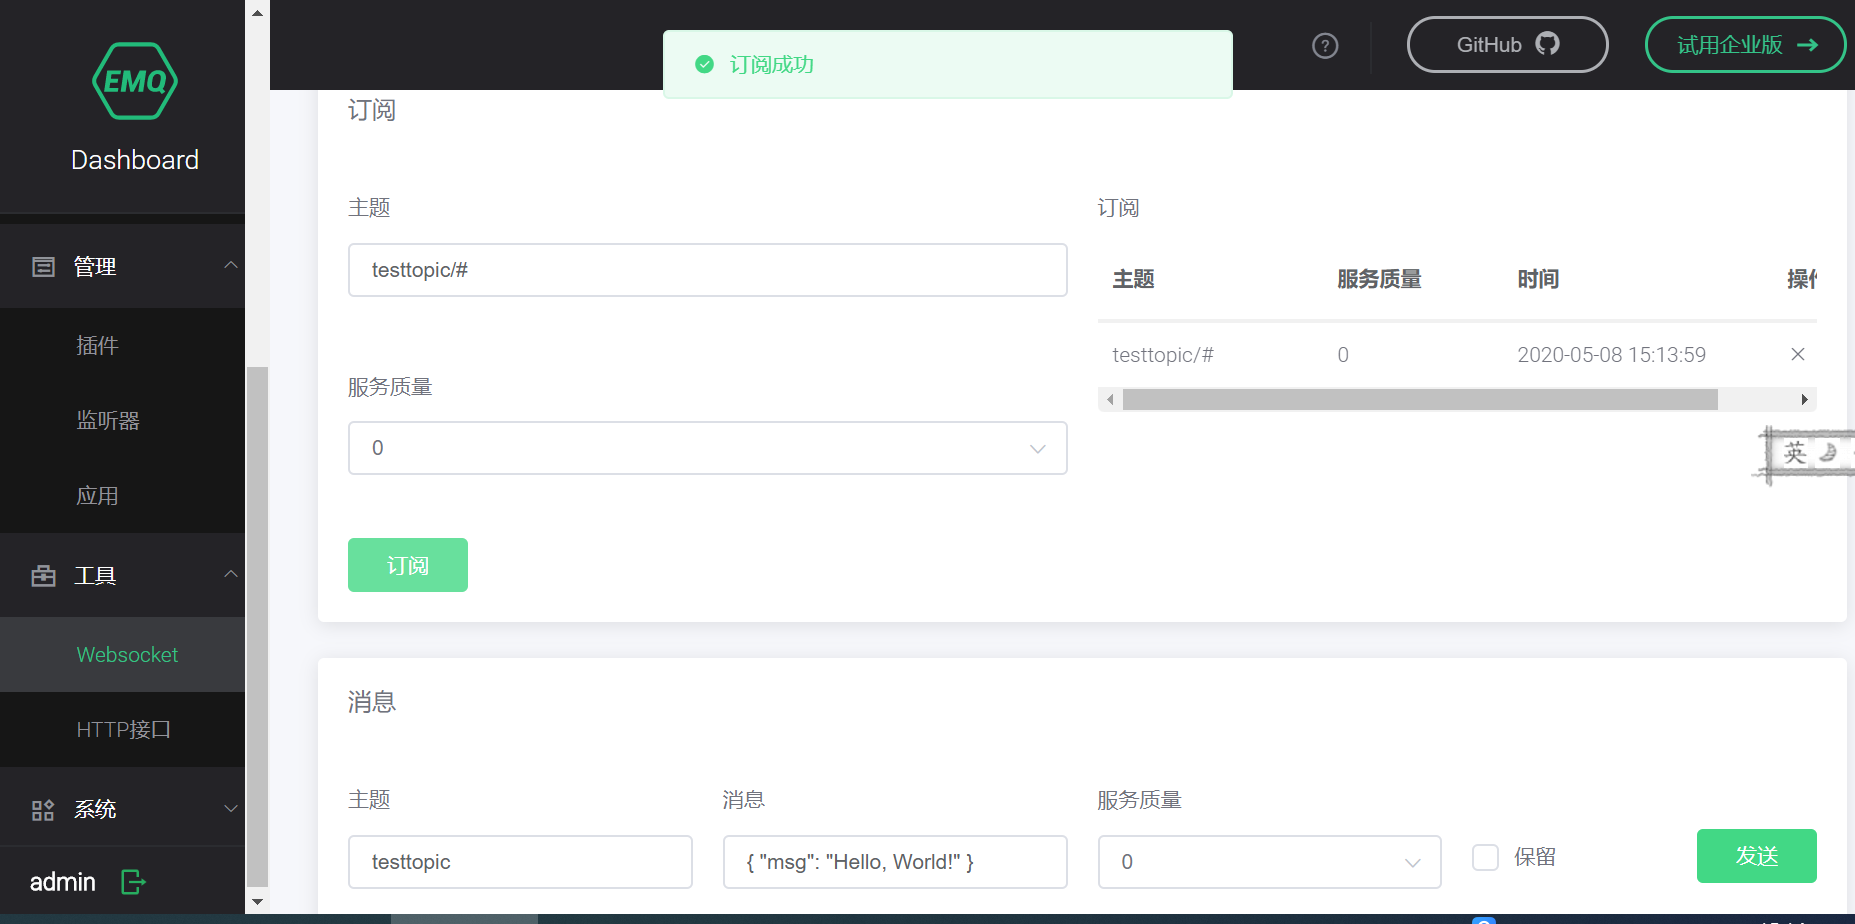 EMQ
Dashboard
管理
插件
监听器
应用
工具
Websocket
HTTP接口
系统
admin
订阅成功
?
GitHub
试用企业版
订阅
主题
testtopic/#
服务质量
0
订阅
订阅
主题 服务质量 时间 操作
testtopic/# 0 2020-05-08 15:13:59
英
消息
主题 消息 服务质量
testtopic { "msg": "Hello, World!" } 0 保留 发送